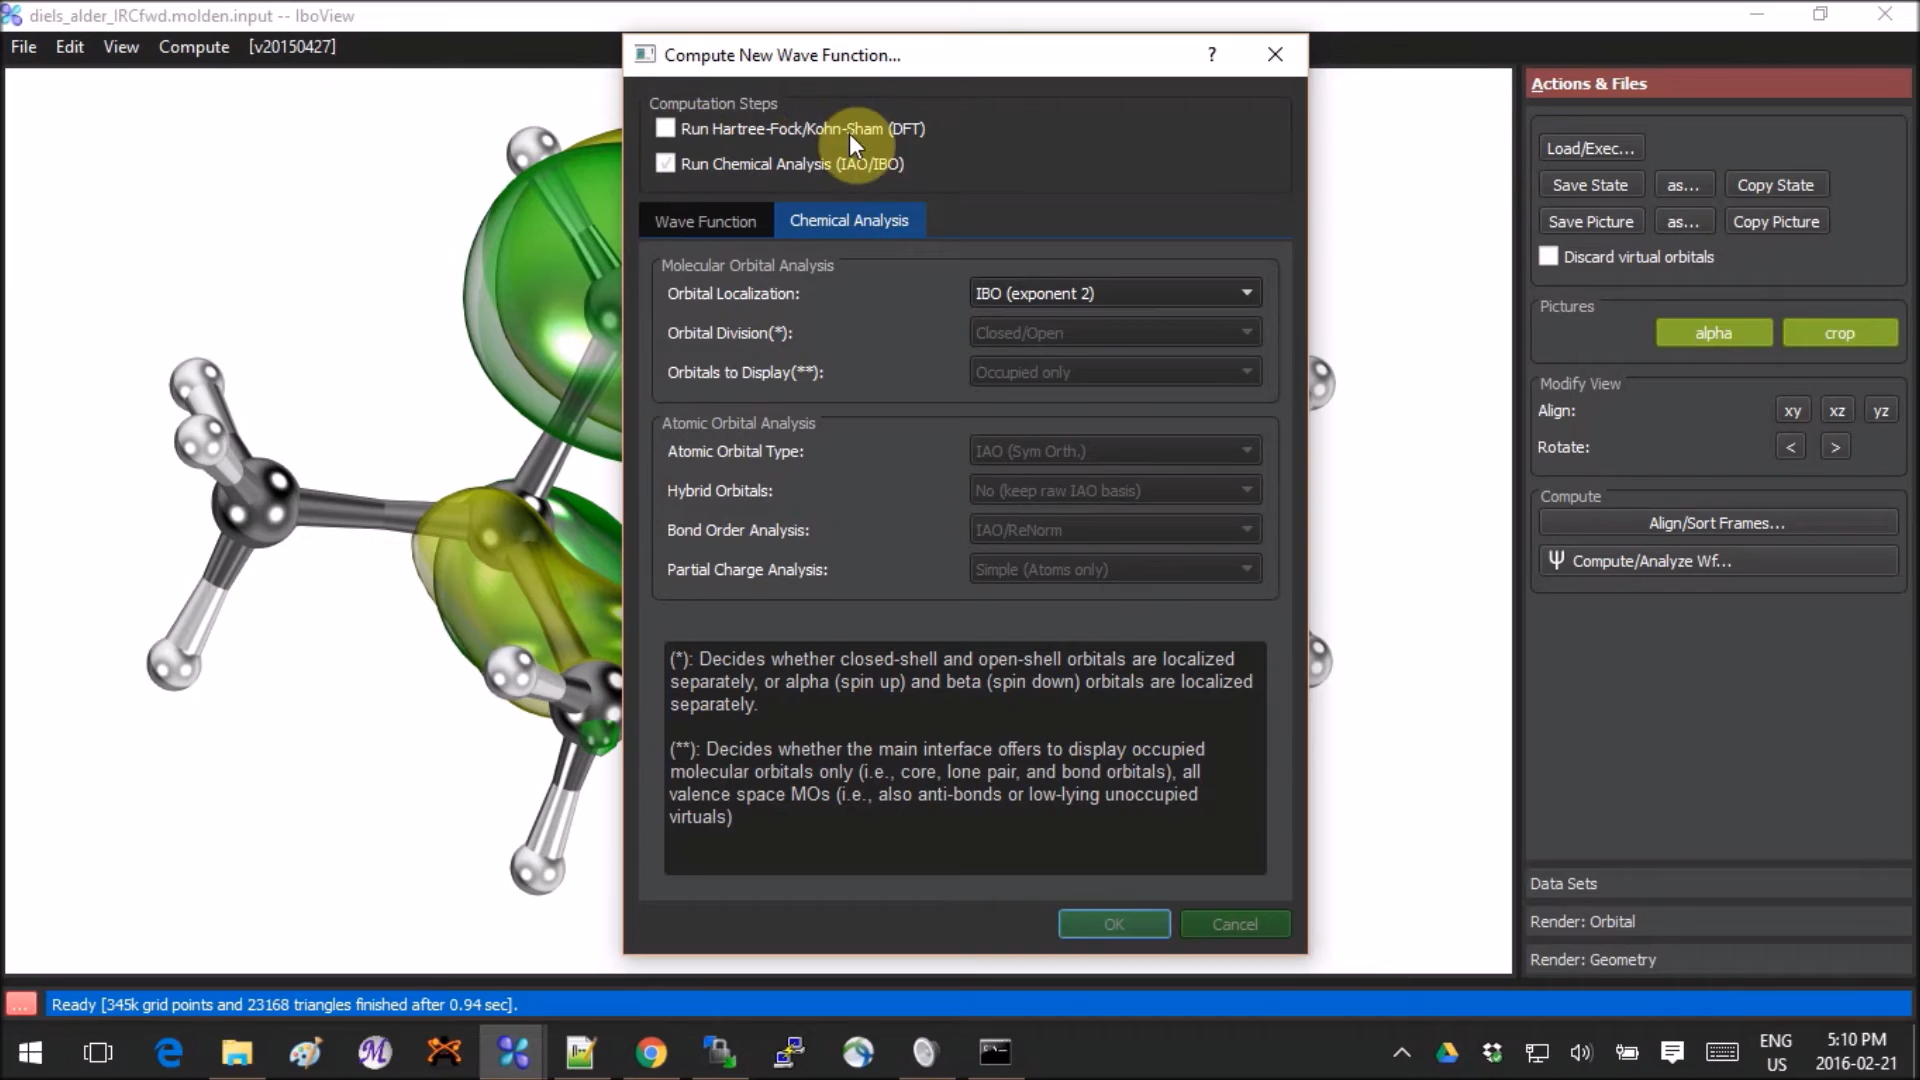 diels_alder_IRCfwd.molden.input -- IboView
File Edit View Compute [v20150427]
Compute New Wave Function...
?
Computation Steps
Run Hartree-Fock/Kohn-Sham (DFT)
Run Chemical Analysis (IAO/IBO)
Wave Function Chemical Analysis
Molecular Orbital Analysis
Orbital Localization: IBO (exponent 2)
Orbital Division(*): Closed/Open
Orbitals to Display(**): Occupied only
Atomic Orbital Analysis
Atomic Orbital Type: IAO (Sym Orth.)
Hybrid Orbitals: No (keep raw IAO basis)
Bond Order Analysis: IAO/ReNorm
Partial Charge Analysis: Simple (Atoms only)
(*): Decides whether closed-shell and open-shell orbitals are localized
separately, or alpha (spin up) and beta (spin down) orbitals are localized
separately.
(**): Decides whether the main interface offers to display occupied
molecular orbitals only (i.e., core, lone pair, and bond orbitals), all
valence space MOs (i.e., also anti-bonds or low-lying unoccupied
virtuals)
OK Cancel
Actions & Files
Load/Exec...
Save State as... Copy State
Save Picture as... Copy Picture
Discard virtual orbitals
Pictures
alpha crop
Modify View
Align: xy xz yz
Rotate: < >
Compute
Align/Sort Frames...
Ψ Compute/Analyze Wf...
Data Sets
Render: Orbital
Render: Geometry
... Ready [345k grid points and 23168 triangles finished after 0.94 sec].
ENG
US
5:10 PM
2016-02-21